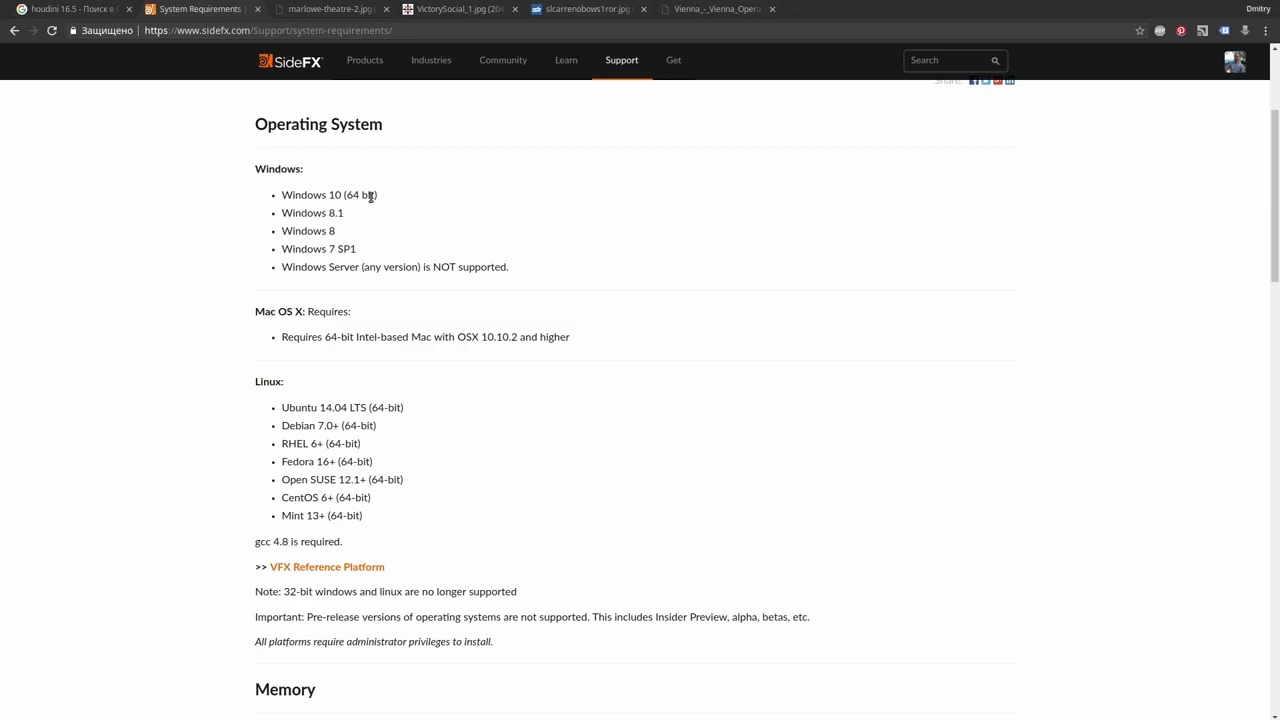 houdini 16.5 - Поиск в G
System Requirements |
marlowe-theatre-2.jpg (
VictorySocial_1.jpg (204
slcarrenobows1ror.jpg (
Vienna_-_Vienna_Opera
Dmitry
Защищено
https://www.sidefx.com/Support/system-requirements/
SideFX
Products
Industries
Community
Learn
Support
Get
Search
Share:
Operating System
Windows:
• Windows 10 (64 bit)
• Windows 8.1
• Windows 8
• Windows 7 SP1
• Windows Server (any version) is NOT supported.
Mac OS X: Requires:
• Requires 64-bit Intel-based Mac with OSX 10.10.2 and higher
Linux:
• Ubuntu 14.04 LTS (64-bit)
• Debian 7.0+ (64-bit)
• RHEL 6+ (64-bit)
• Fedora 16+ (64-bit)
• Open SUSE 12.1+ (64-bit)
• CentOS 6+ (64-bit)
• Mint 13+ (64-bit)
gcc 4.8 is required.
>> VFX Reference Platform
Note: 32-bit windows and linux are no longer supported
Important: Pre-release versions of operating systems are not supported. This includes Insider Preview, alpha, betas, etc.
All platforms require administrator privileges to install.
Memory